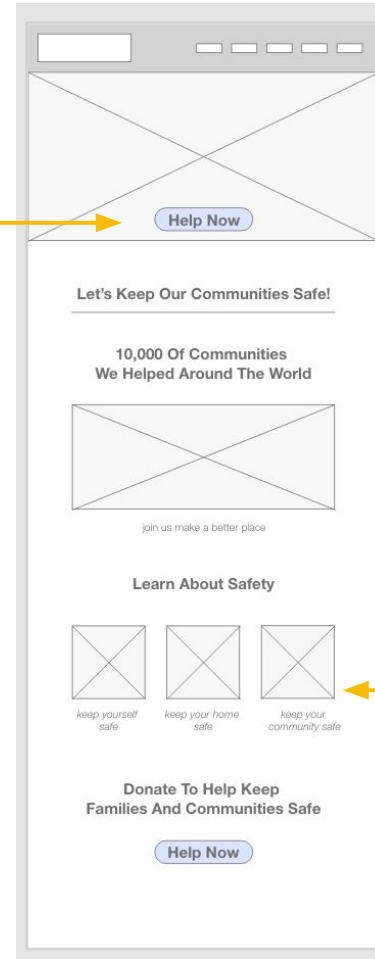 Help Now
Let's Keep Our Communities Safe!
10,000 Of Communities
We Helped Around The World
join us make a better place
Learn About Safety
keep yourself
safe
keep your home
safe
keep your
community safe
Donate To Help Keep
Families And Communities Safe
Help Now